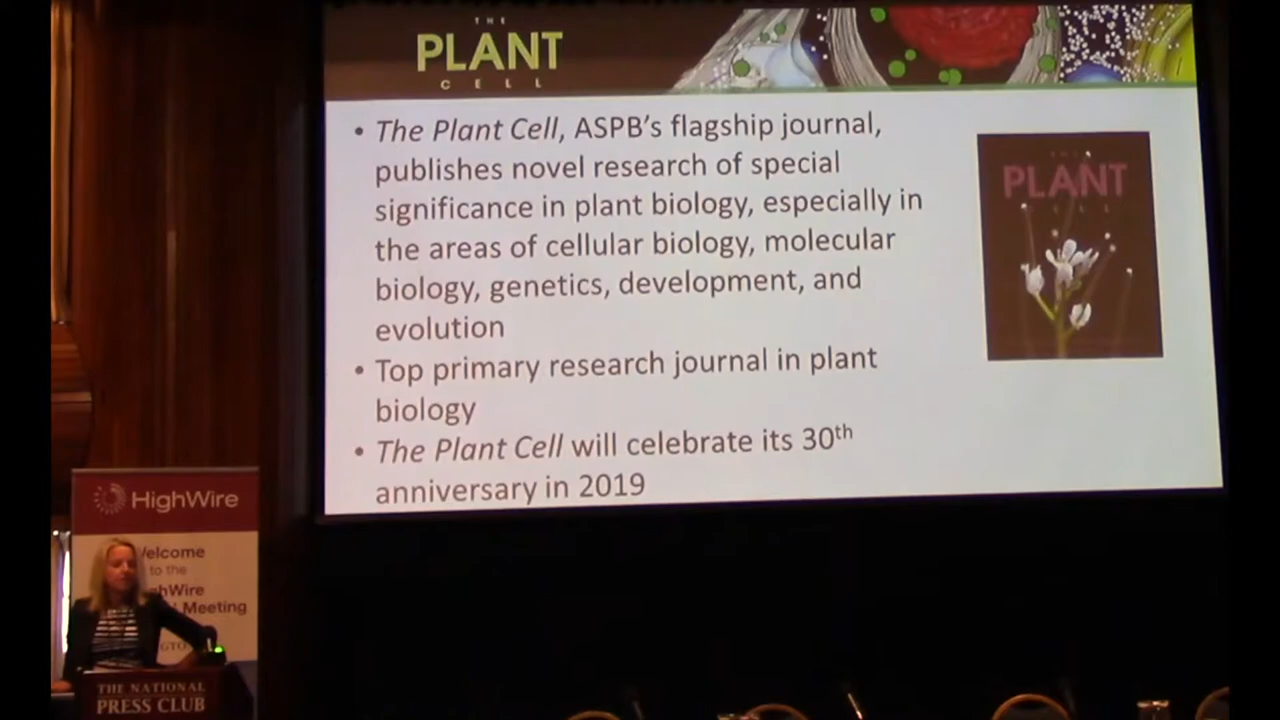 THE
PLANT
CELL
• The Plant Cell, ASPB's flagship journal,
publishes novel research of special
significance in plant biology, especially in
the areas of cellular biology, molecular
biology, genetics, development, and
evolution
• Top primary research journal in plant
biology
• The Plant Cell will celebrate its 30th
anniversary in 2019
PLANT
HighWire
elcome
to the
hWire
Meeting
GTO
THE NATIONAL
PRESS CLUB